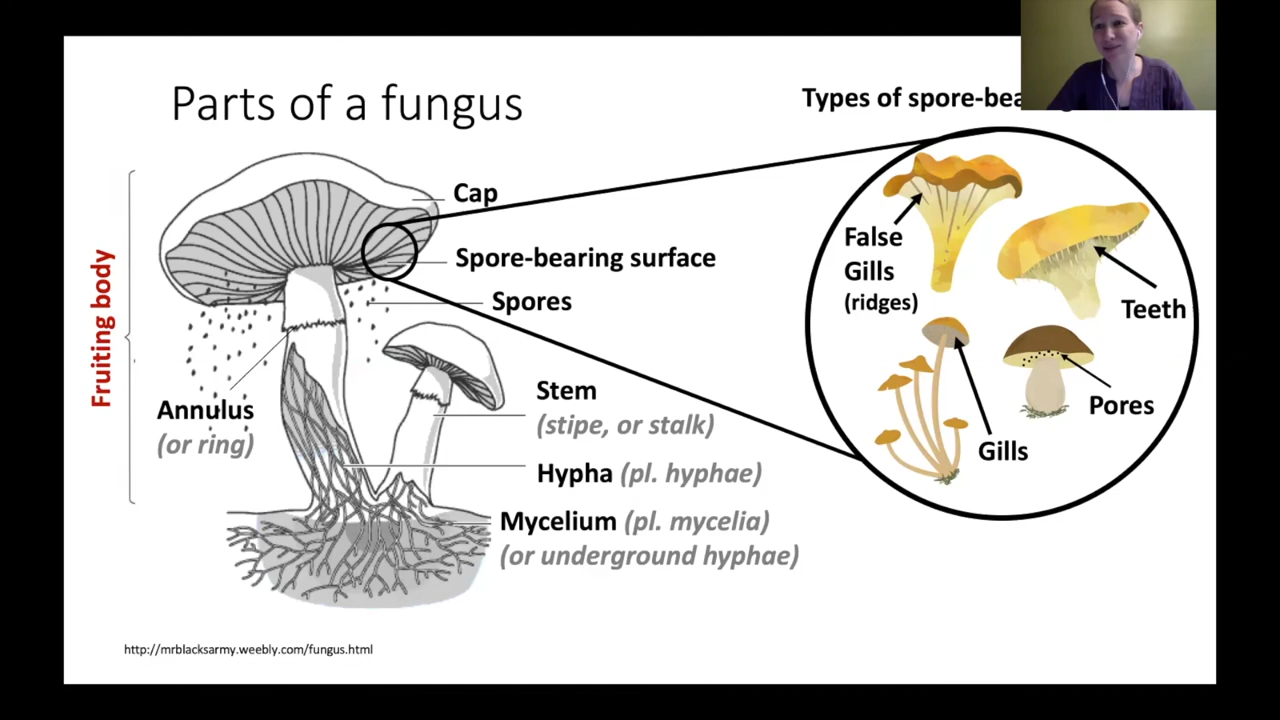 Parts of a fungus
Types of spore-bea
Fruiting body
Cap
Spore-bearing surface
Spores
Annulus
(or ring)
Stem
(stipe, or stalk)
Hypha (pl. hyphae)
Mycelium (pl. mycelia)
(or underground hyphae)
False
Gills
(ridges)
Teeth
Pores
Gills
http://mrblacksarmy.weebly.com/fungus.html